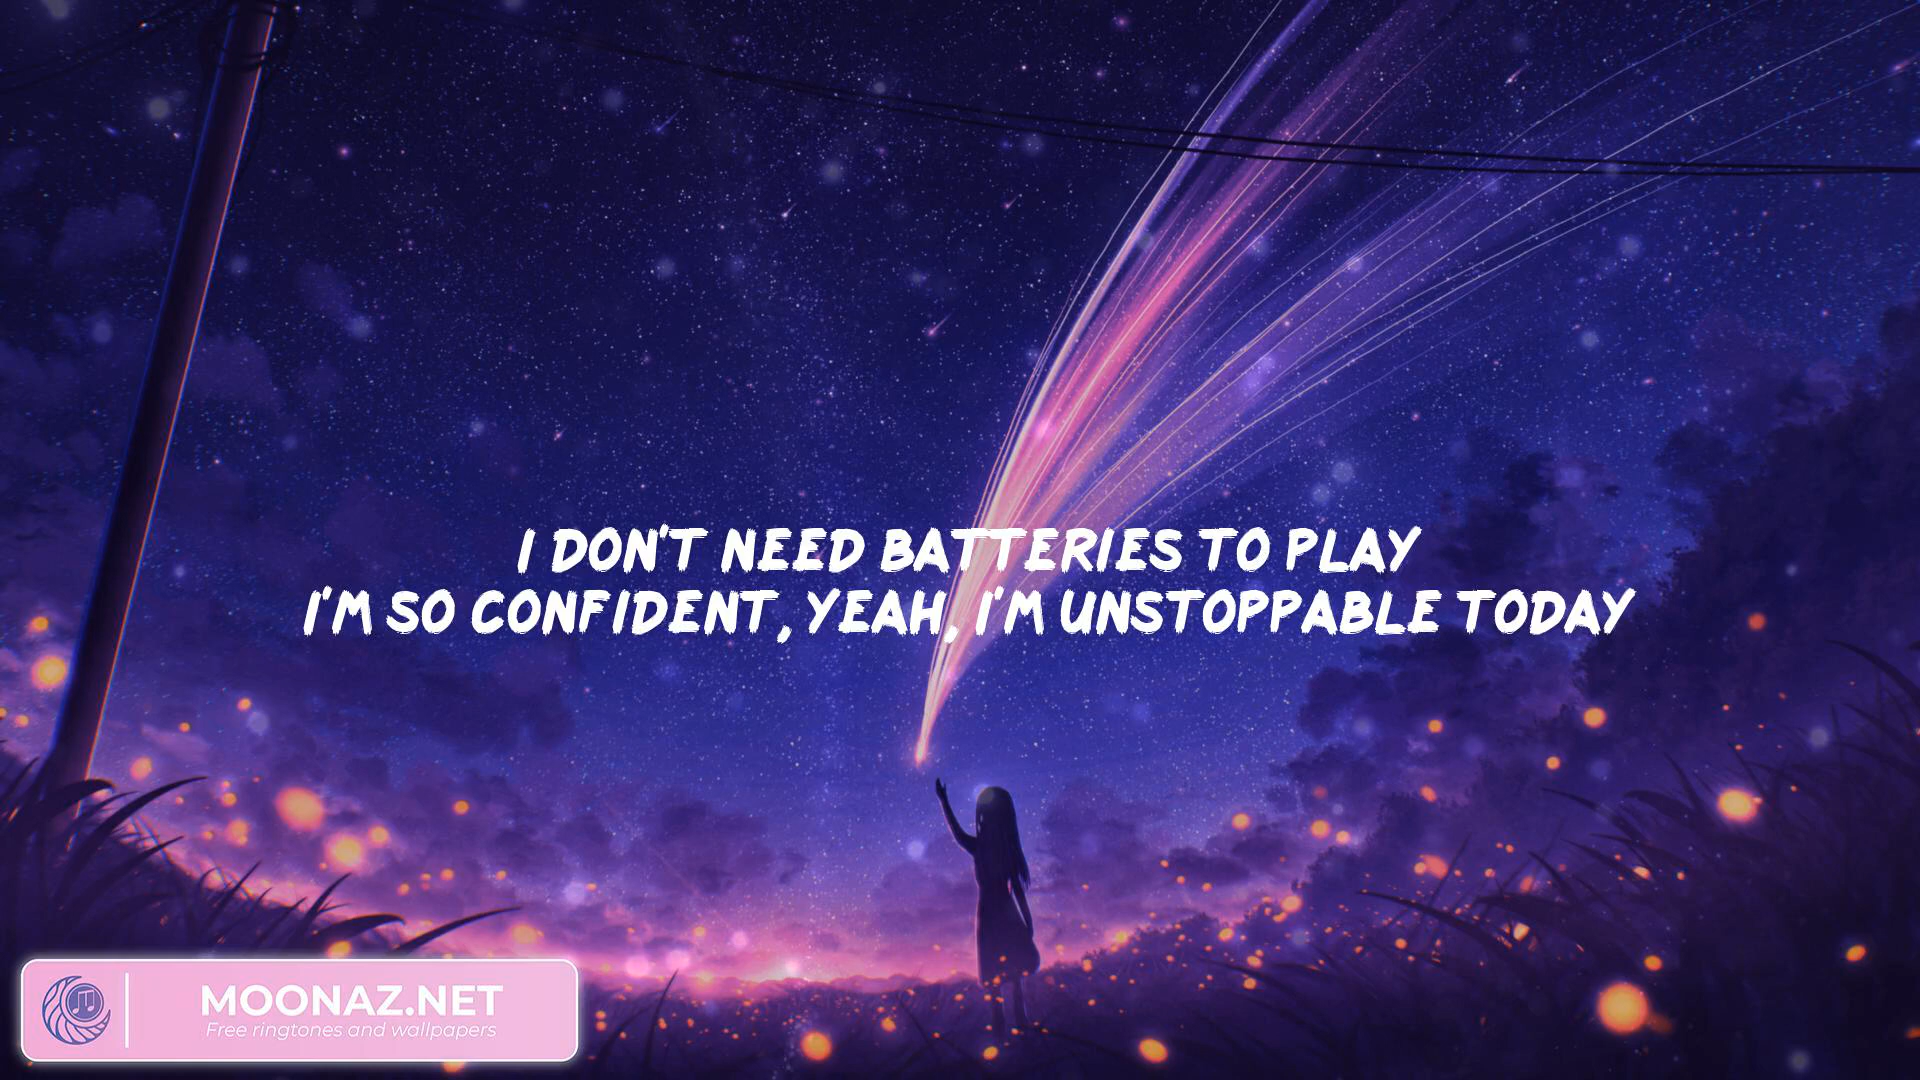 I DON'T NEED BATTERIES TO PLAY
I'M SO CONFIDENT, YEAH, I'M UNSTOPPABLE TODAY
MOONAZ.NET
Free ringtones and wallpapers